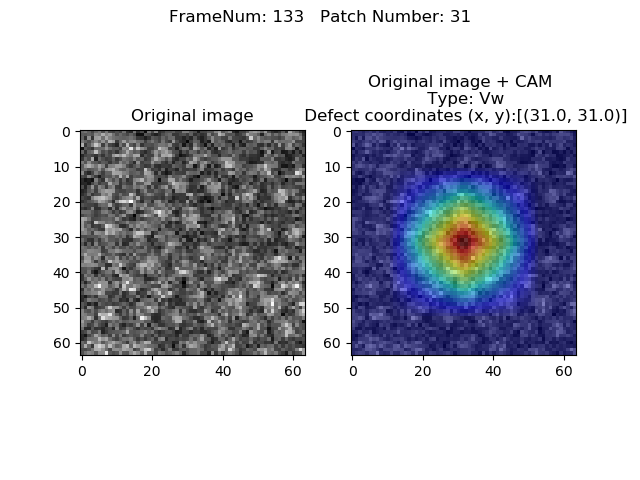 FrameNum: 133   Patch Number: 31
Original image
Original image + CAM
Type: Vw
Defect coordinates (x, y):[(31.0, 31.0)]
0
10
20
30
40
50
60
0 20 40 60
0
10
20
30
40
50
60
0 20 40 60